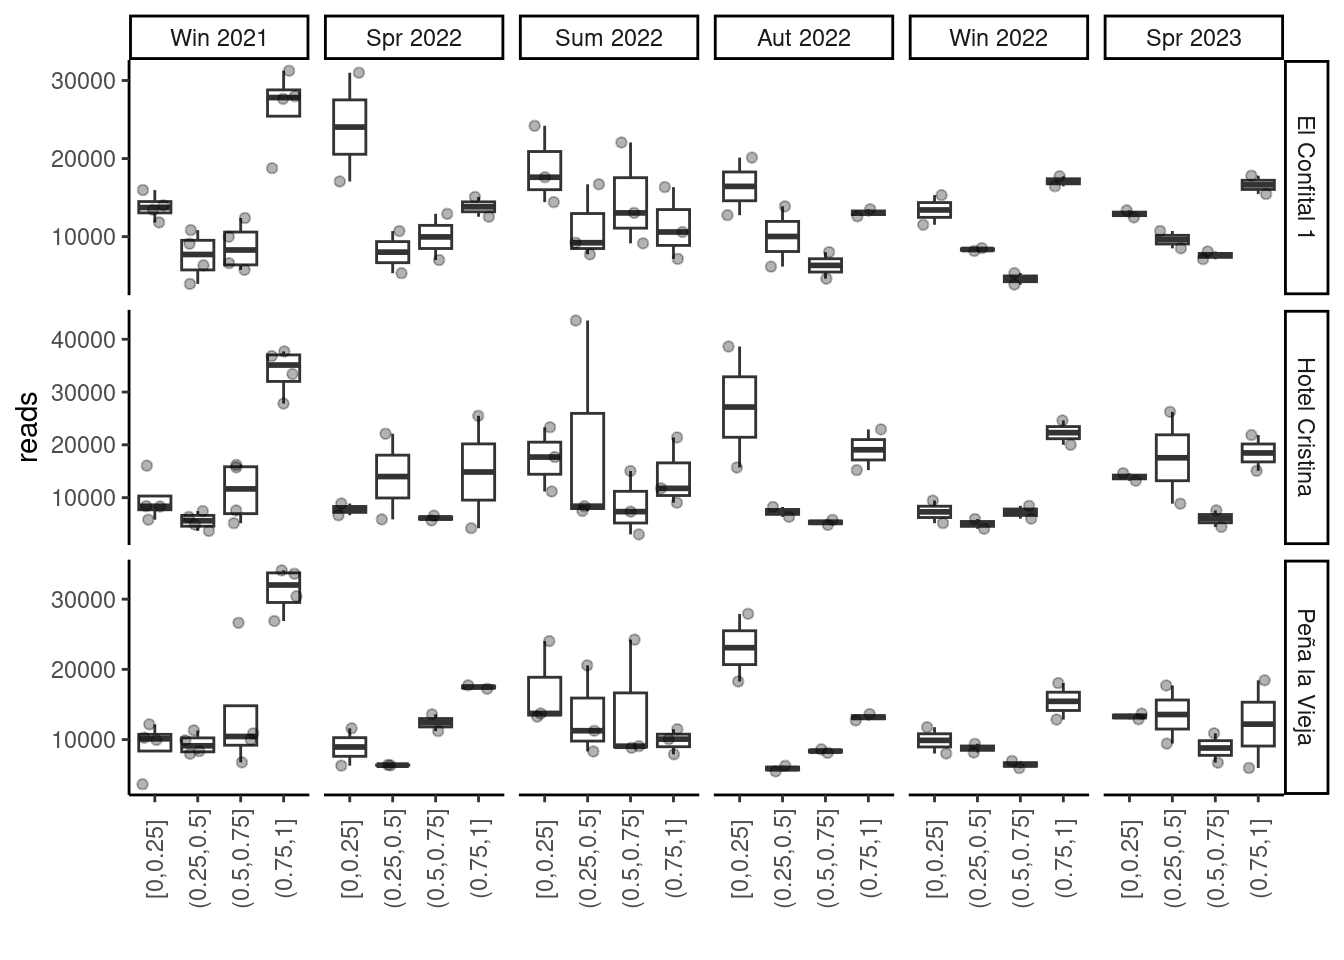 Win 2021 Spr 2022 Sum 2022 Aut 2022 Win 2022 Spr 2023
30000
20000
10000
El Confital 1
40000
30000
20000
10000
Hotel Cristina
reads
30000
20000
10000
Peña la Vieja
[0,0.25] (0.25,0.5] (0.5,0.75] (0.75,1] [0,0.25] (0.25,0.5] (0.5,0.75] (0.75,1] [0,0.25] (0.25,0.5] (0.5,0.75] (0.75,1] [0,0.25] (0.25,0.5] (0.5,0.75] (0.75,1] [0,0.25] (0.25,0.5] (0.5,0.75] (0.75,1] [0,0.25] (0.25,0.5] (0.5,0.75] (0.75,1]